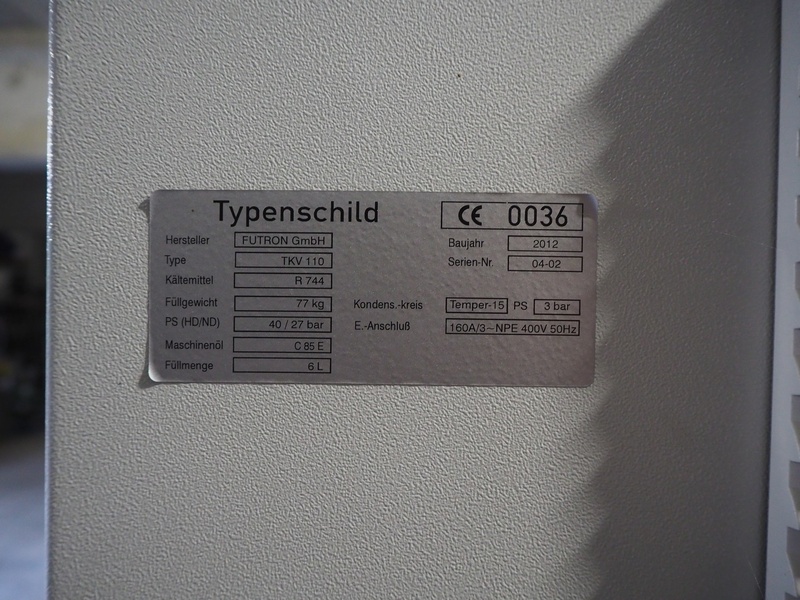 Typenschild CE 0036
Hersteller FUTRON GmbH Baujahr 2012
Type TKV 110 Serien-Nr. 04-02
Kältemittel R 744
Füllgewicht 77 kg Kondens.-kreis Temper-15 PS 3 bar
PS (HD/ND) 40 / 27 bar E.-Anschluß 160A/3~NPE 400V 50Hz
Maschinenöl C 85 E
Füllmenge 6 L